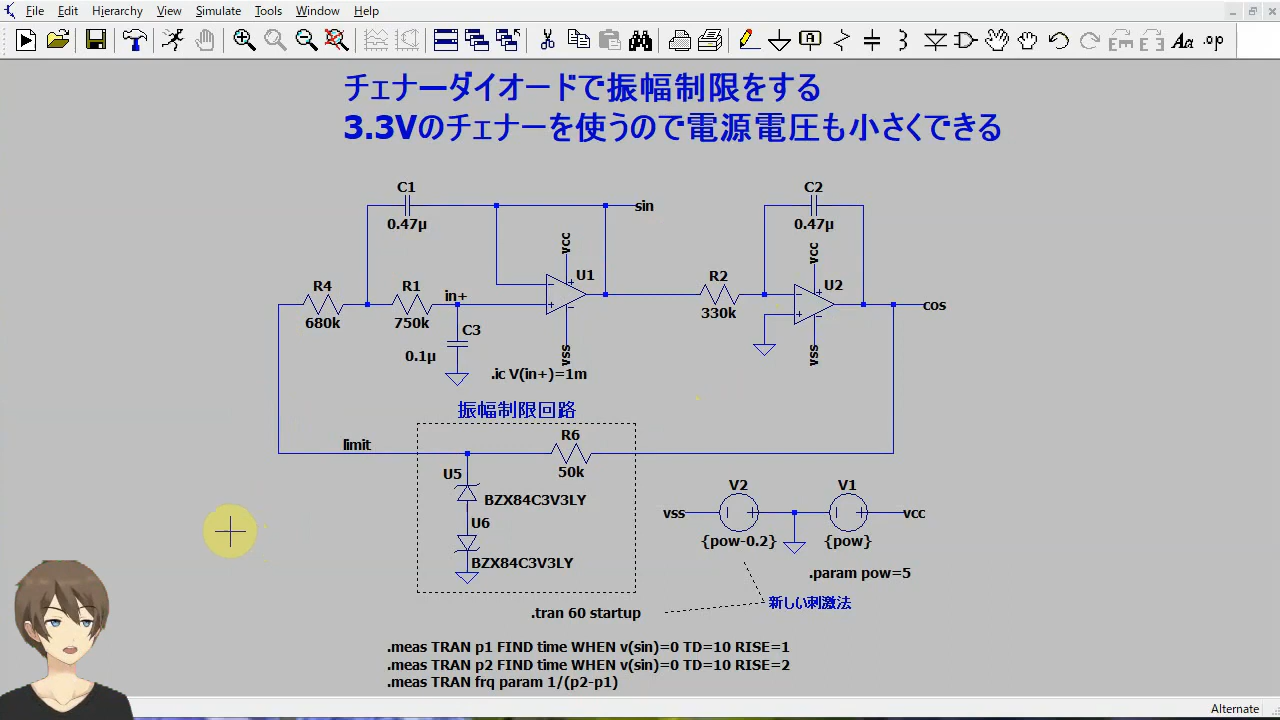 File Edit Hierarchy View Simulate Tools Window Help
.op
チェナーダイオードで振幅制限をする
3.3Vのチェナーを使うので電源電圧も小さくできる
C1
0.47µ
sin
C2
0.47µ
vcc
vcc
U1
R4
680k
R1
750k
in+
R2
330k
U2
cos
C3
0.1µ
vss
vss
.ic V(in+)=1m
振幅制限回路
limit
R6
50k
U5
BZX84C3V3LY
U6
BZX84C3V3LY
V2
V1
vss
vcc
{pow-0.2}
{pow}
.param pow=5
新しい刺激法
.tran 60 startup
.meas TRAN p1 FIND time WHEN v(sin)=0 TD=10 RISE=1
.meas TRAN p2 FIND time WHEN v(sin)=0 TD=10 RISE=2
.meas TRAN frq param 1/(p2-p1)
Alternate